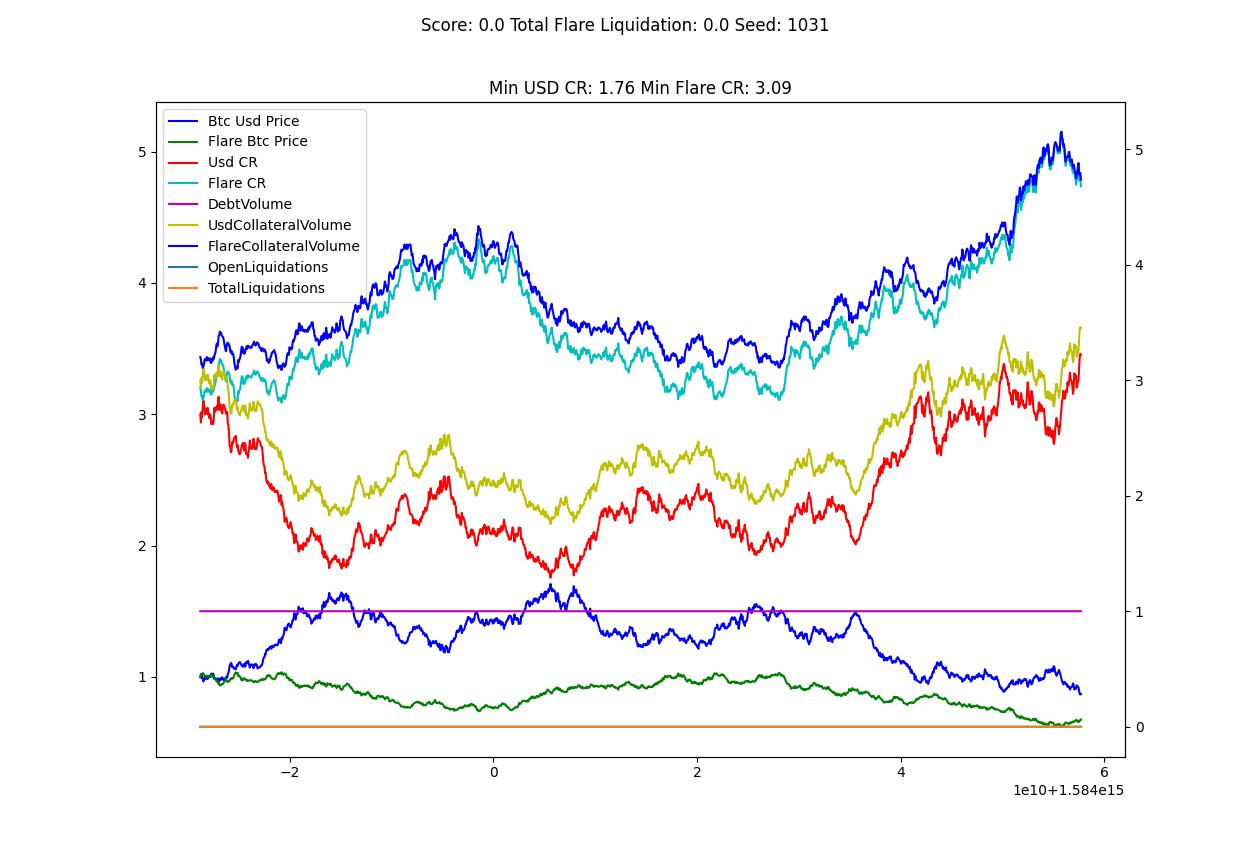 Score: 0.0 Total Flare Liquidation: 0.0 Seed: 1031
Min USD CR: 1.76 Min Flare CR: 3.09
Btc Usd Price
Flare Btc Price
Usd CR
Flare CR
DebtVolume
UsdCollateralVolume
FlareCollateralVolume
OpenLiquidations
TotalLiquidations
5
4
3
2
1
5
4
3
2
1
0
−2 0 2 4 6
1e10+1.584e15